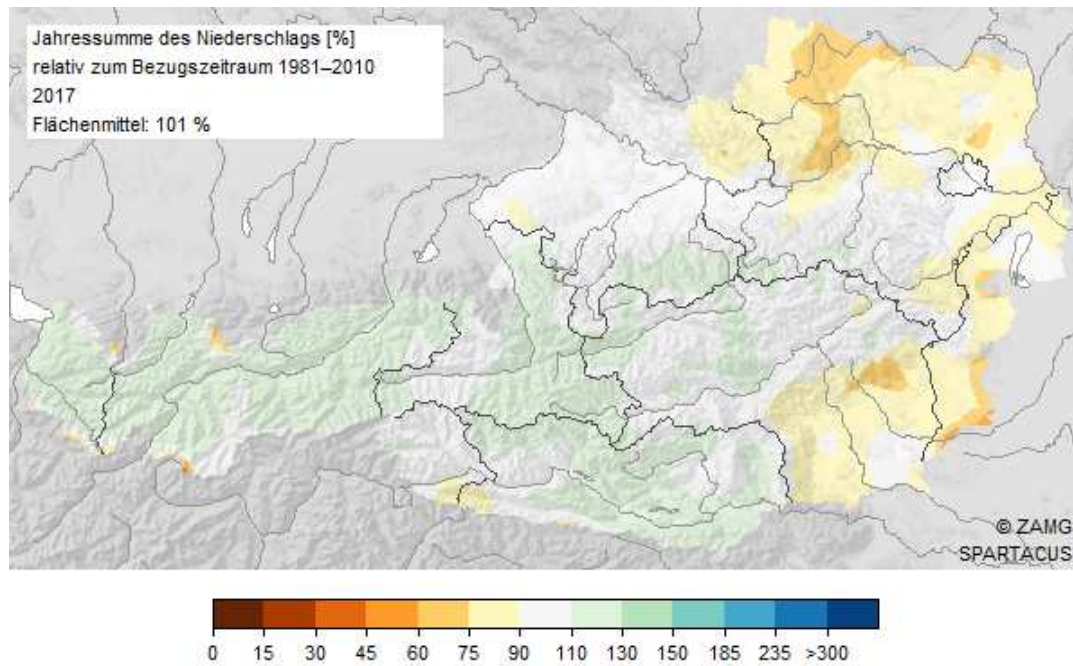 Jahressumme des Niederschlags [%]
relativ zum Bezugszeitraum 1981–2010
2017
Flächenmittel: 101 %
© ZAMG
SPARTACUS
0 15 30 45 60 75 90 110 130 150 185 235 >300